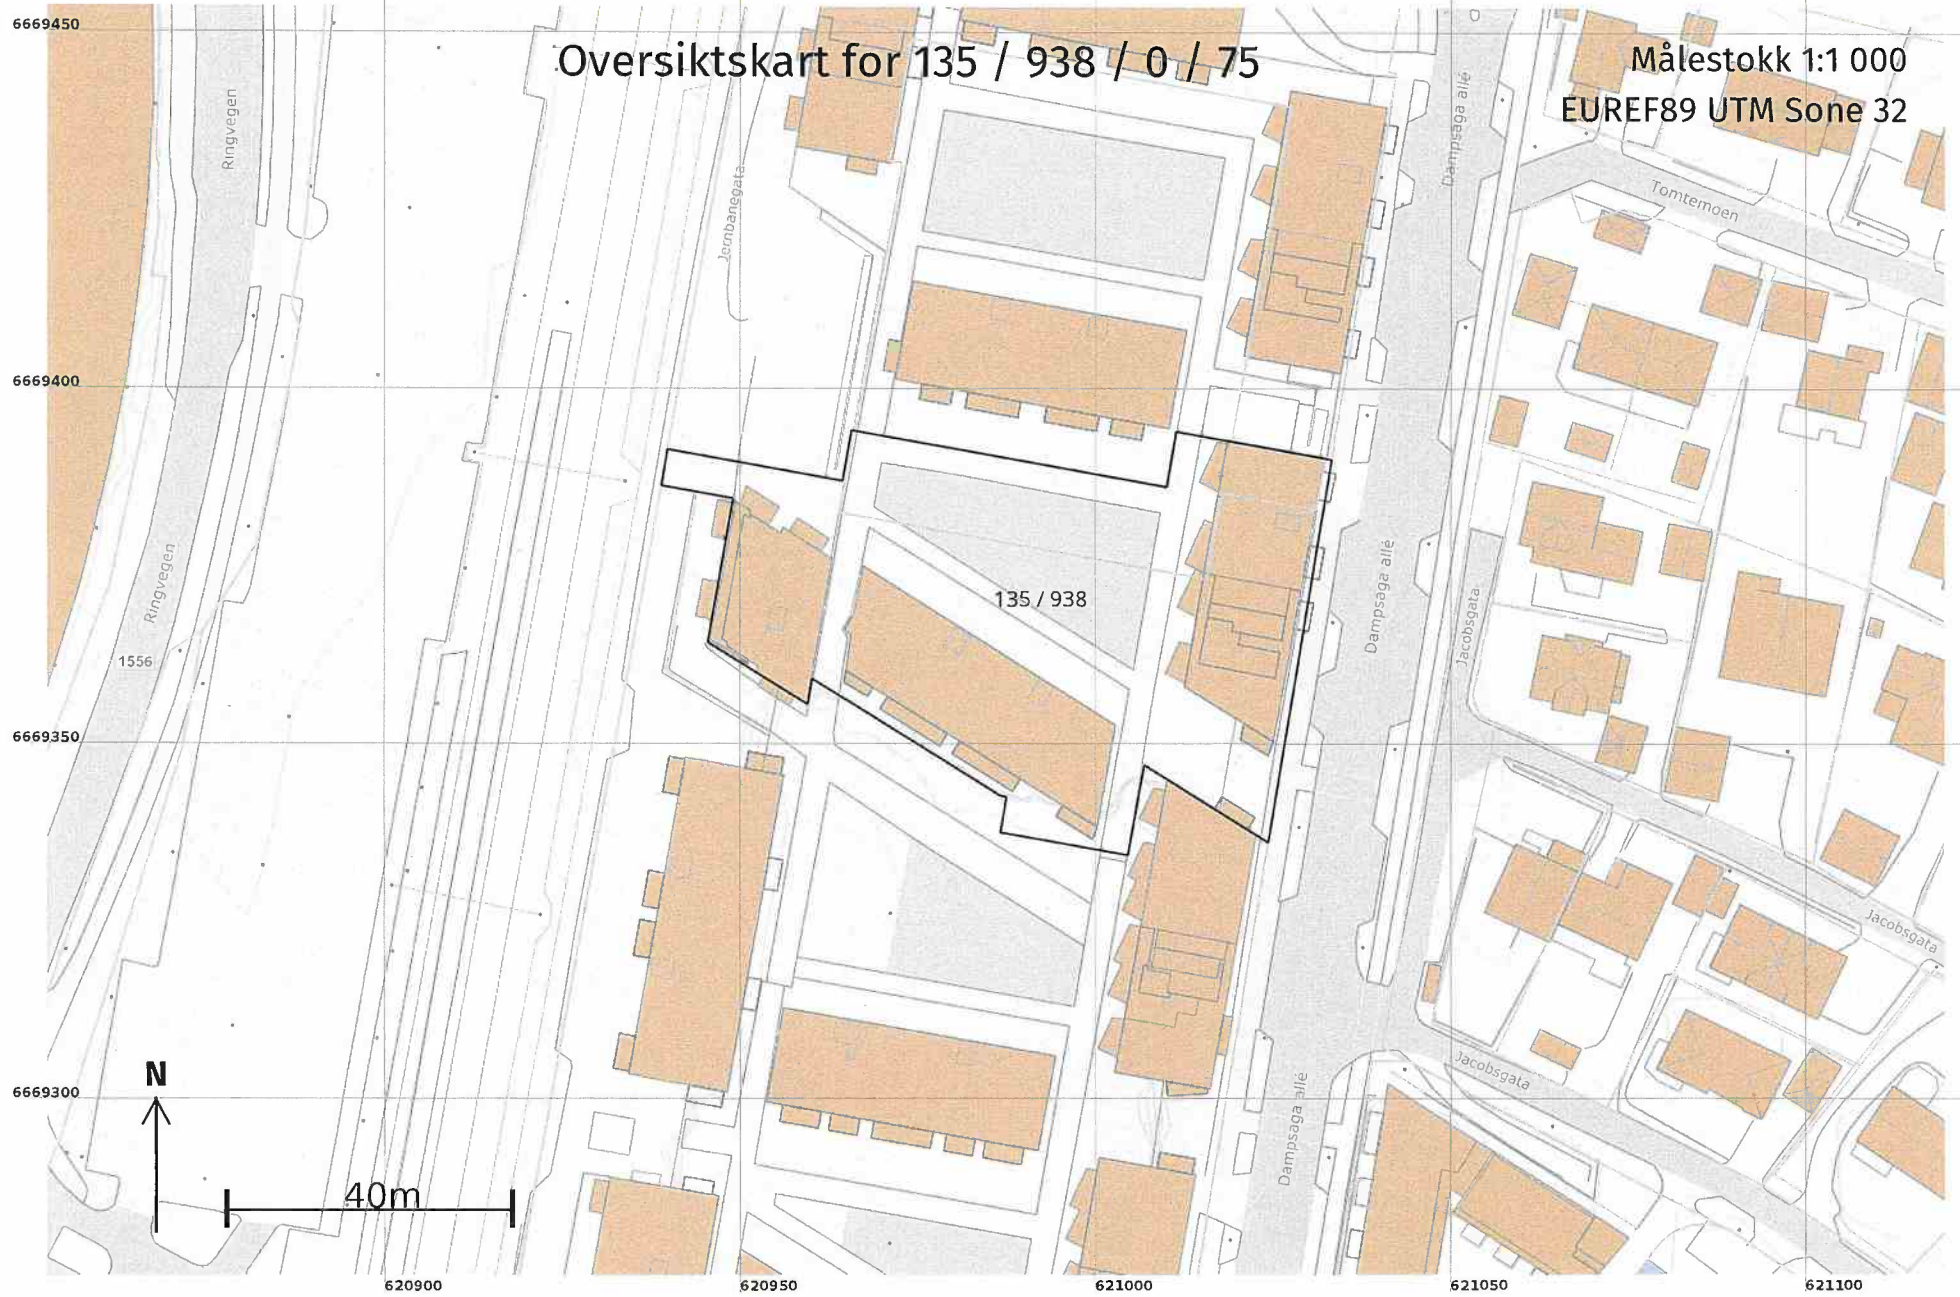 6669450
Oversiktskart for 135 / 938 / 0 / 75
Målestokk 1:1 000
EUREF89 UTM Sone 32
Ringvegen
Jernbanegata
Dampsaga allé
Tomtemoen
6669400
Ringvegen
1556
135 / 938
Dampsaga allé
Jacobsgata
6669350
Jacobsgata
Jacobsgata
N
6669300
40m
Dampsaga allé
620900
620950
621000
621050
621100